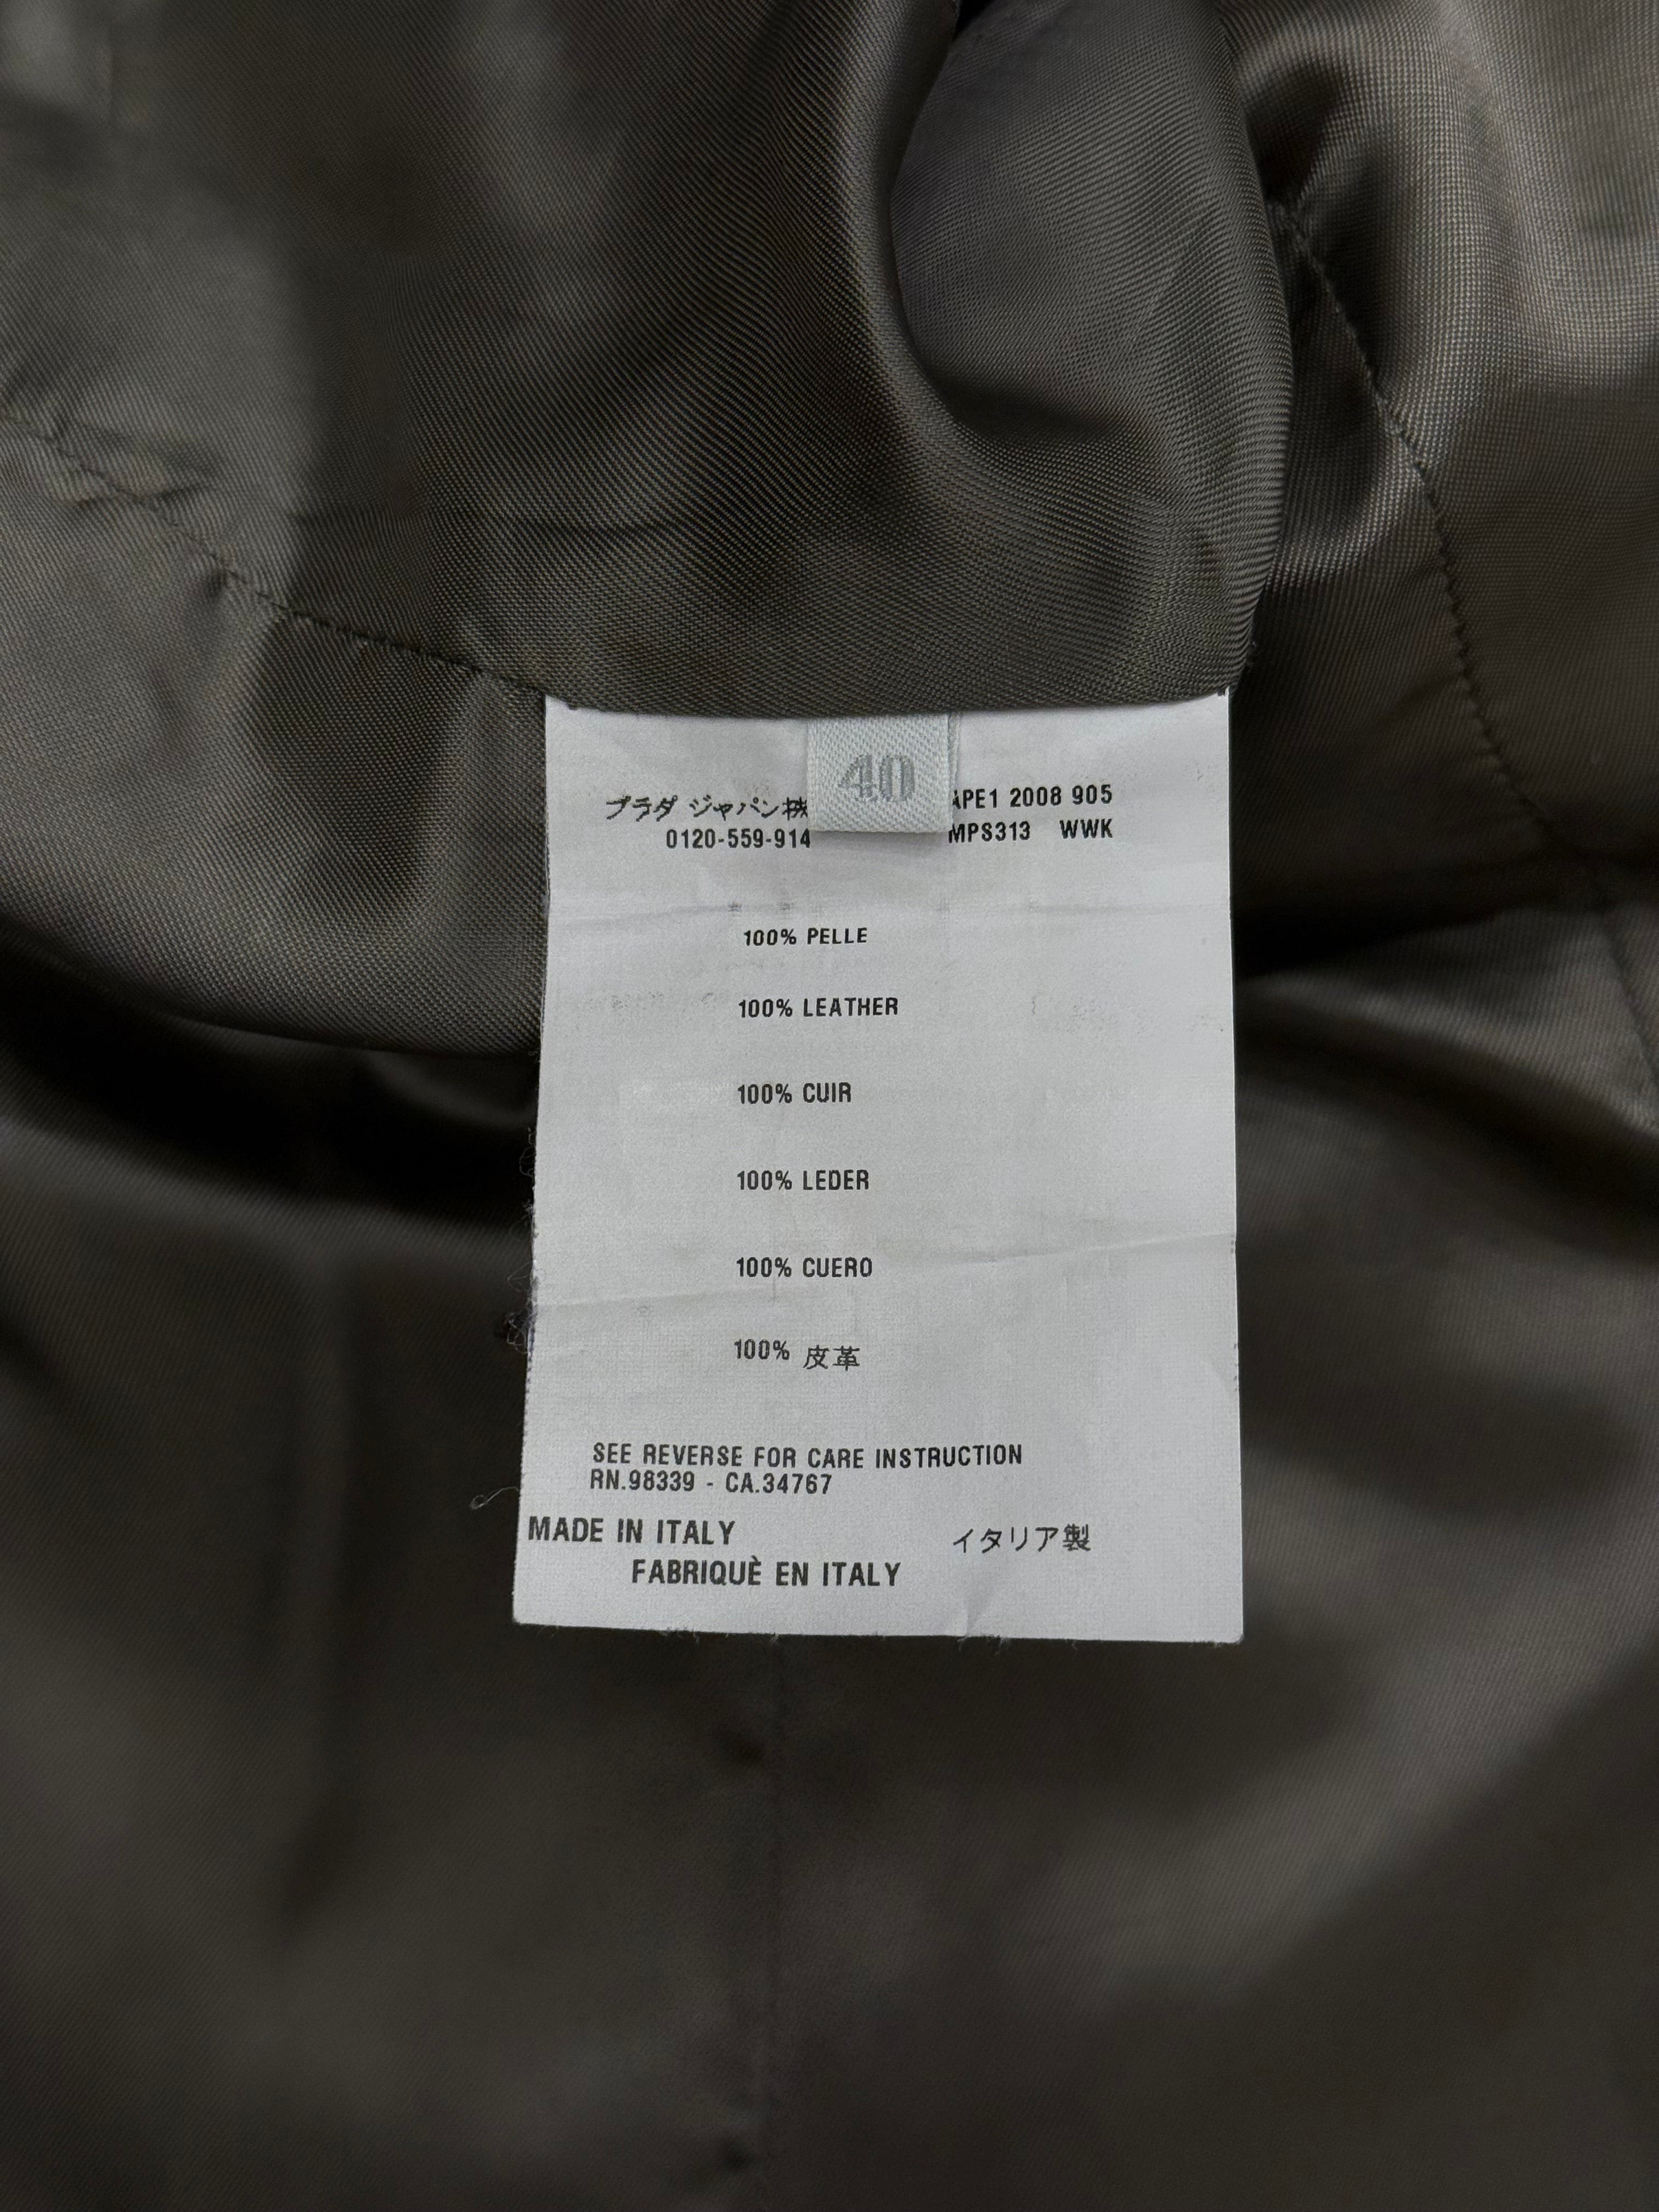 40
プラダ ジャパン株
0120-559-914
APE1 2008 905
MPS313 WWK
100% PELLE
100% LEATHER
100% CUIR
100% LEDER
100% CUERO
100% 皮革
SEE REVERSE FOR CARE INSTRUCTION
RN.98339 - CA.34767
MADE IN ITALY
イタリア製
FABRIQUÈ EN ITALY